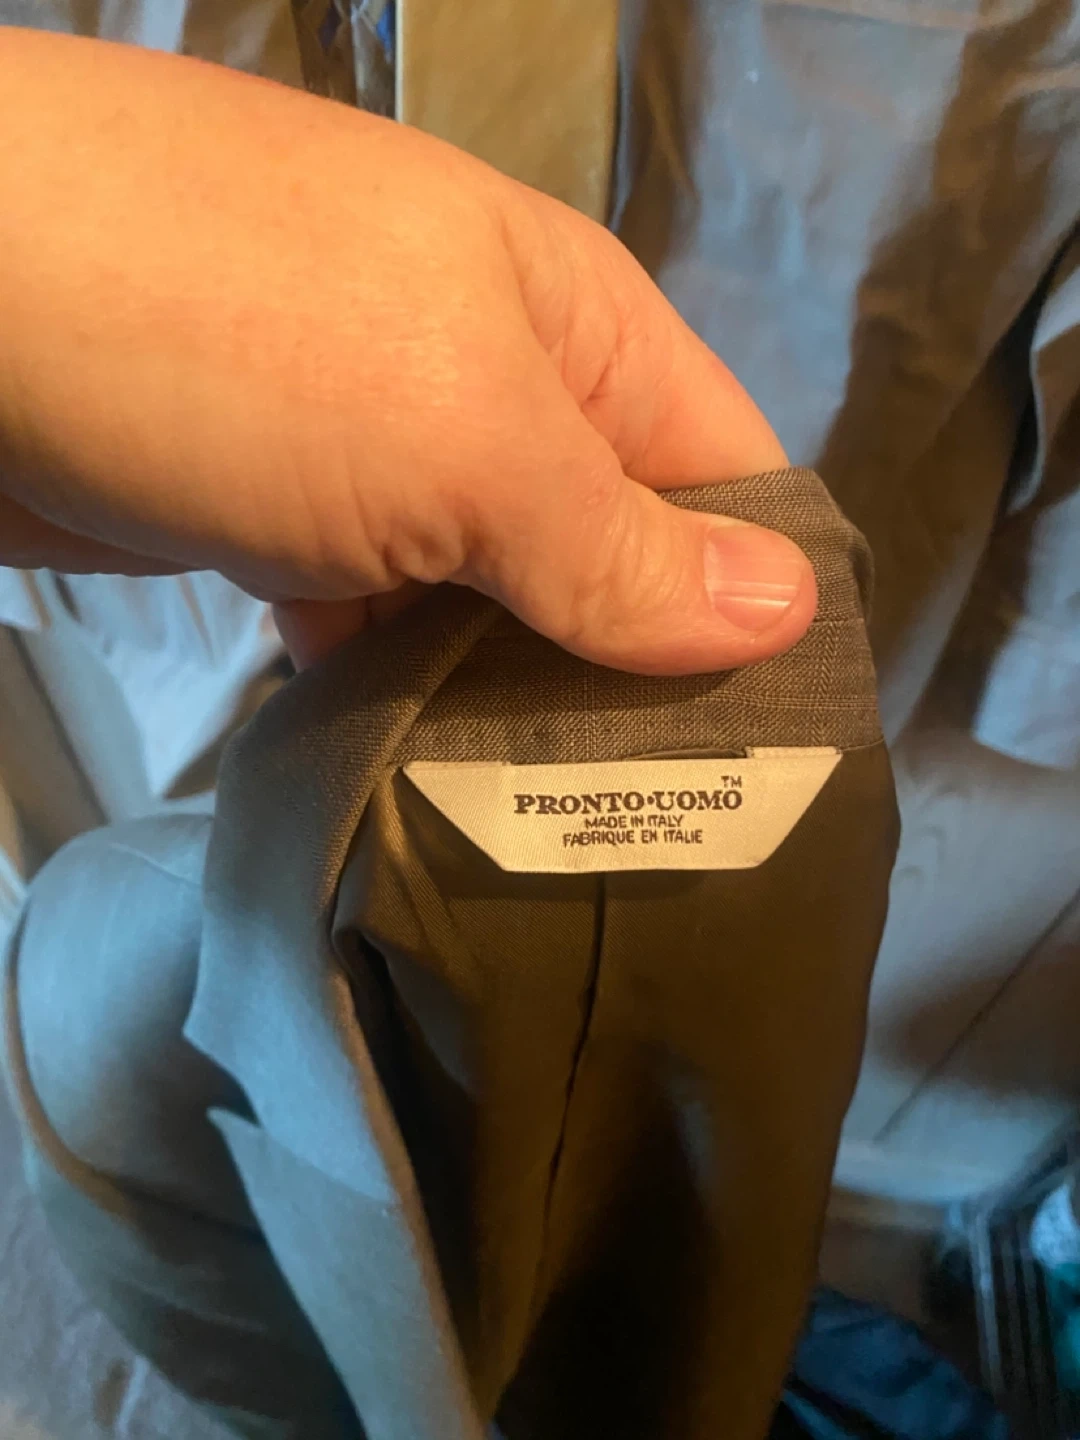 PRONTO•UOMO™
MADE IN ITALY
FABRIQUE EN ITALIE